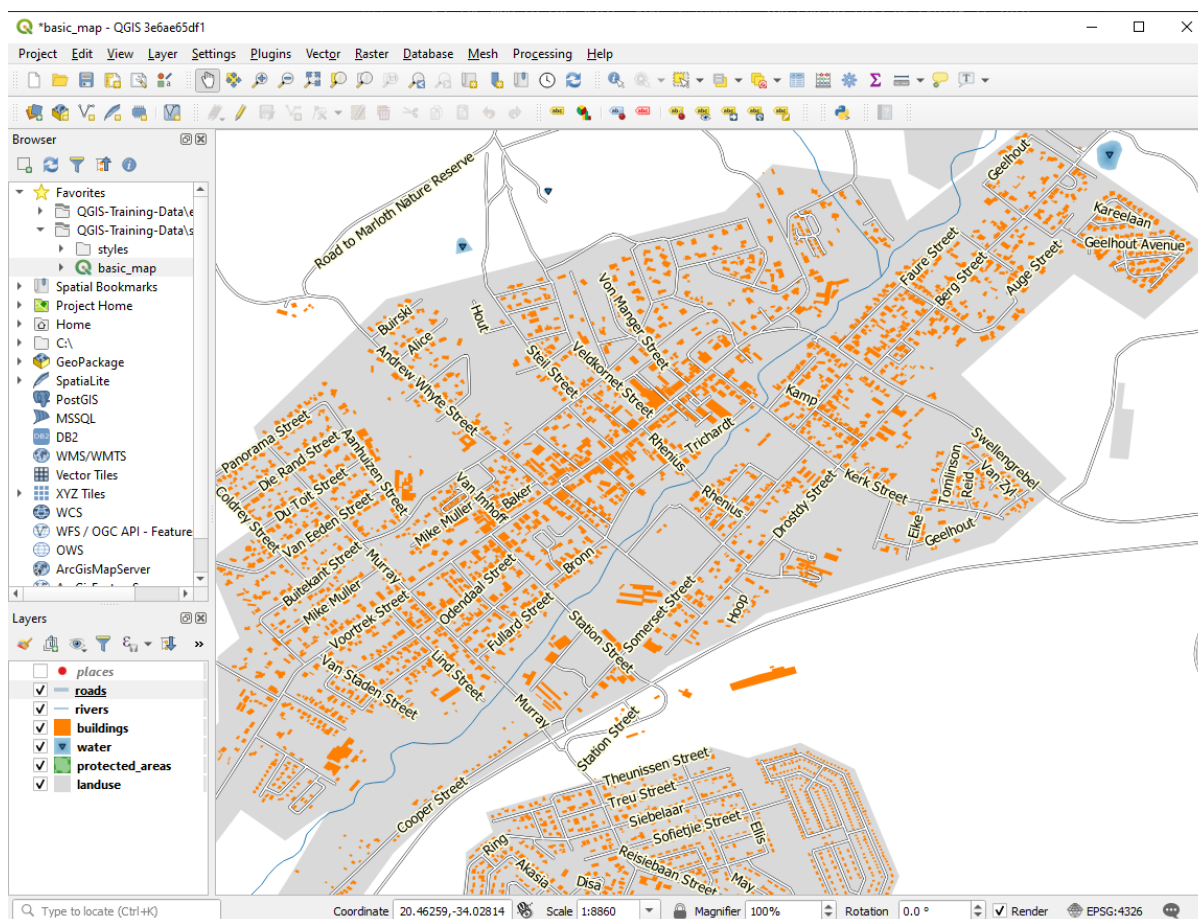 *basic_map - QGIS 3e6ae65df1
Project Edit View Layer Settings Plugins Vector Raster Database Mesh Processing Help
Browser
Favorites
QGIS-Training-Data\e
QGIS-Training-Data\s
styles
basic_map
Spatial Bookmarks
Project Home
Home
C:\
GeoPackage
SpatiaLite
PostGIS
MSSQL
DB2
WMS/WMTS
Vector Tiles
XYZ Tiles
WCS
WFS / OGC API - Feature
OWS
ArcGisMapServer
Layers
places
roads
rivers
buildings
water
protected_areas
landuse
Road to Marloth Nature Reserve
Geelhout
Kareelaan
Geelhout Avenue
Faure Street
Berg Street
Auge Street
Von Manger Street
Buirski
Alice
Hout
Andrew Whyte Street
Steil Street
Veldkornet Street
Kamp
Trichardt
Rhenius
Swellengrebel
Panorama Street
Die Rand Street
Aanhuizen Street
Du Toit Street
Coldrey Street
Van Eeden Street
Van Imhoff
Baker
Mike Muller
Rhenius
Drostdy Street
Kerk Street
Tomlinson
Reid
Van Zyl
Eike
Geelhout
Murray
Buitekant Street
Mike Muller
Voortrek Street
Odendaal Street
Bronn
Fullard Street
Station Street
Somerset Street
Hoop
Van Staden Street
Lind Street
Murray
Station Street
Cooper Street
Theunissen Street
Treu Street
Siebelaar
Sofietjie Street
Ellis
Ring
Reisiebaan Street
Akasia
Disa
May
Type to locate (Ctrl+K) Coordinate 20.46259,-34.02814 Scale 1:8860 Magnifier 100% Rotation 0.0 ° Render EPSG:4326